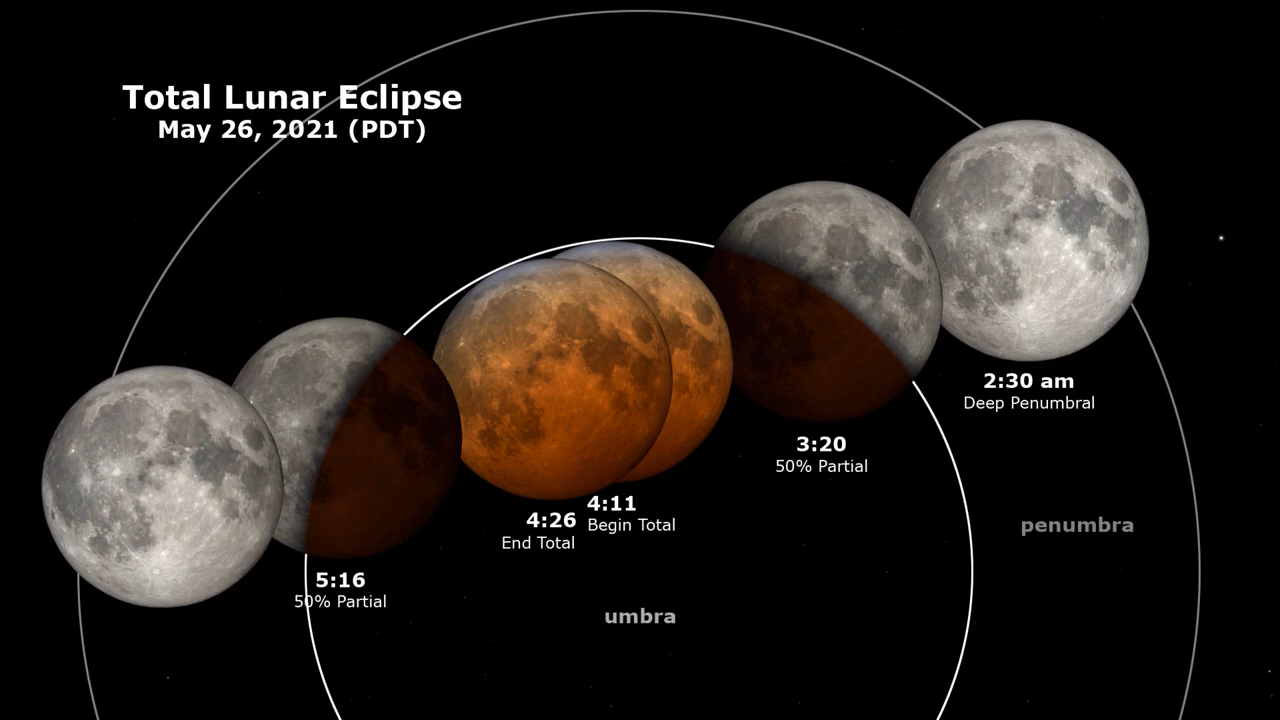 Total Lunar Eclipse
May 26, 2021 (PDT)
2:30 am
Deep Penumbral
3:20
50% Partial
4:11
Begin Total
4:26
End Total
5:16
50% Partial
penumbra
umbra